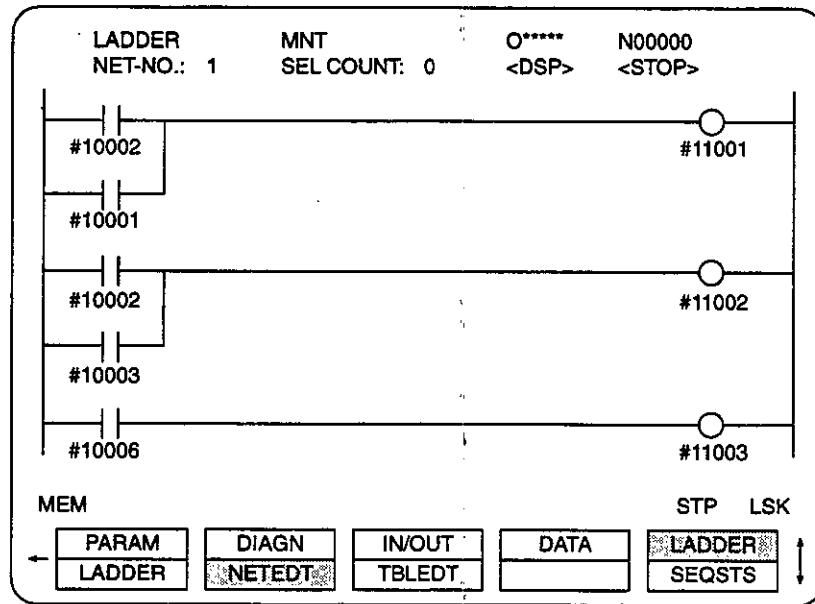 LADDER MNT O***** N00000
NET-NO.: 1 SEL COUNT: 0 <DSP> <STOP>
#10002 #11001
#10001
#10002 #11002
#10003
#10006 #11003
MEM STP LSK
PARAM DIAGN IN/OUT DATA LADDER
LADDER NETEDT TBLEDT SEQSTS